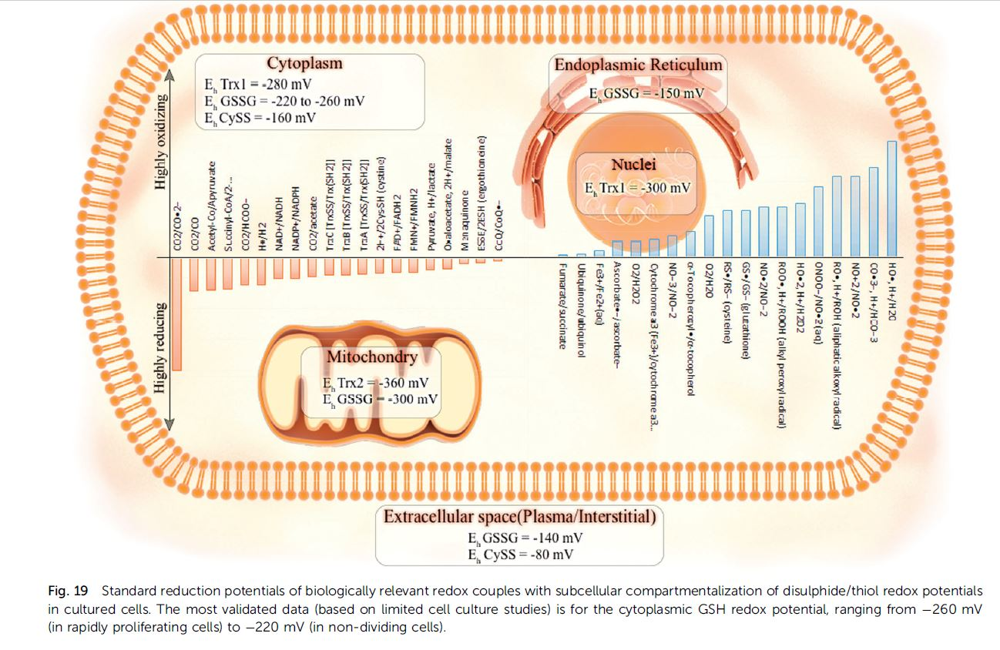 Cytoplasm
Eh Trx1 = -280 mV
Eh GSSG = -220 to -260 mV
Eh CySS = -160 mV
Endoplasmic Reticulum
Eh GSSG = -150 mV
Nuclei
Eh Trx1 = -300 mV
Highly oxidizing
Highly reducing
CO2/CO•2-
CO2/CO
Acetyl-Co/Apyruvate
Succinyl-CoA/2-...
CO2/HCOO-
H•/H2
NAD+/NADH
NADP+/NADPH
CO2/acetate
TrxC [TrxSS/Trx(SH2)]
TrxB [TrxSS/Trx(SH2)]
TrxA [TrxSS/Trx(SH2)]
2H++/2CysSH (cystine)
FAD+/FADH2
FMN+/FMNH2
Pyruvate, H+/lactate
Oxaloacetate, 2H+/malate
Menaquinone
ESSE/2ESH (ergothioneine)
CoQ/CoQ•-
Fumarate/succinate
Ubiquinone/ubiquinol
Fe3+/Fe2+(aq)
Ascorbate•-/ascorbate-
O2/H2O2
Cytochrome a3 (Fe3+)/cytochrome a3...
NO-3/NO-2
α-Tocopheroxyl•/α-tocopherol
O2/H2O
RS•/RS- (cysteine)
GS•/GS- (glutathione)
NO•2/NO-2
ROO•, H+/ROOH (alkyl peroxyl radical)
HO•2, H+/H2O2
ONOO-/NO•2(aq)
RO•, H+/ROH (aliphatic alkoxyl radical)
NO+2/NO•2
CO•3-, H+/HCO-3
HO•, H+/H2O
Mitochondry
Eh Trx2 = -360 mV
Eh GSSG = -300 mV
Extracellular space(Plasma/Interstitial)
Eh GSSG = -140 mV
Eh CySS = -80 mV
Fig. 19 Standard reduction potentials of biologically relevant redox couples with subcellular compartmentalization of disulphide/thiol redox potentials
in cultured cells. The most validated data (based on limited cell culture studies) is for the cytoplasmic GSH redox potential, ranging from −260 mV
(in rapidly proliferating cells) to −220 mV (in non-dividing cells).